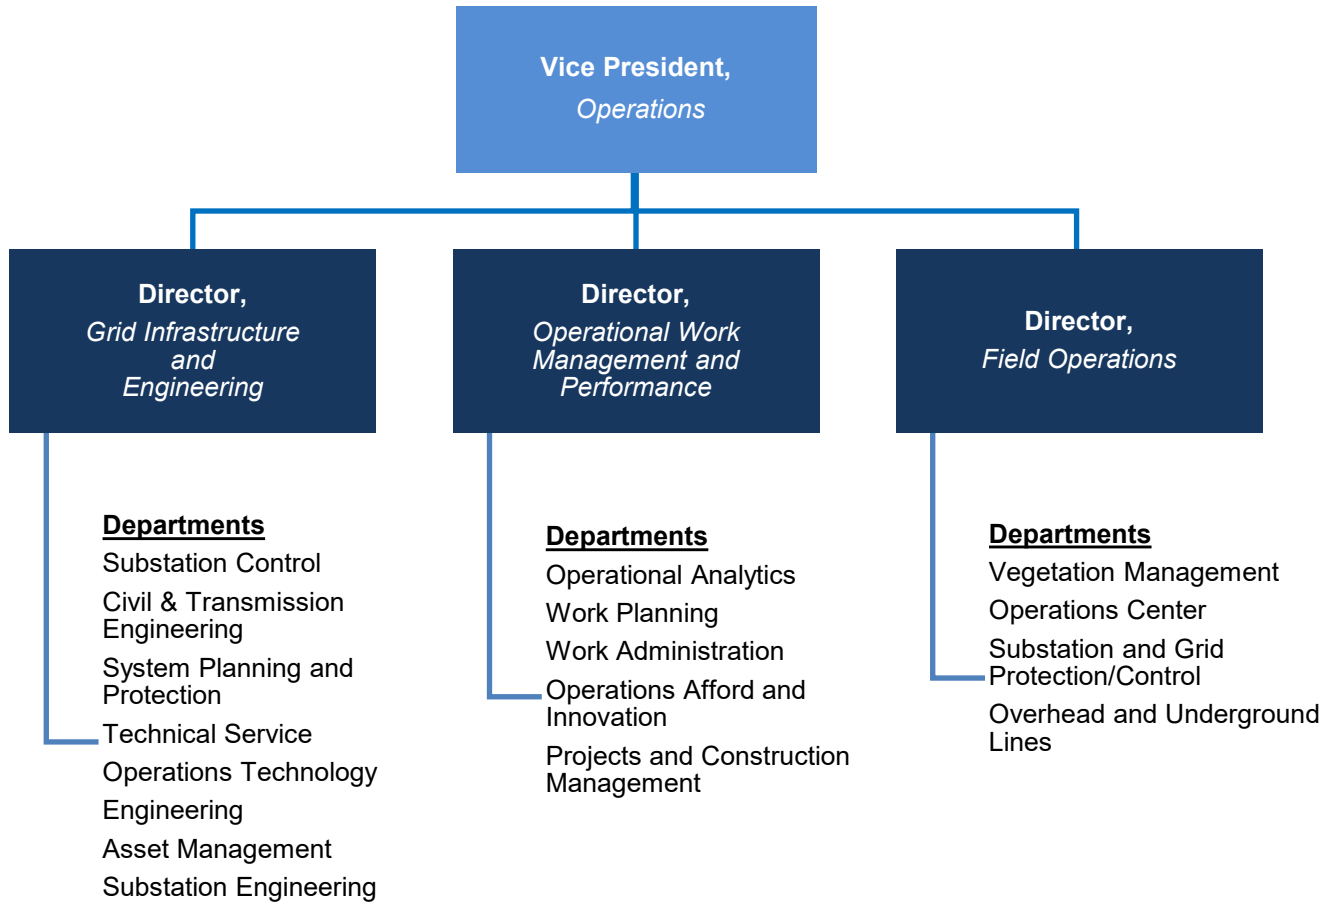 Vice President,
Operations
Director,
Grid Infrastructure
and
Engineering
Director,
Operational Work
Management and
Performance
Director,
Field Operations
Departments
Substation Control
Civil & Transmission
Engineering
System Planning and
Protection
Technical Service
Operations Technology
Engineering
Asset Management
Substation Engineering
Departments
Operational Analytics
Work Planning
Work Administration
Operations Afford and
Innovation
Projects and Construction
Management
Departments
Vegetation Management
Operations Center
Substation and Grid
Protection/Control
Overhead and Underground
Lines